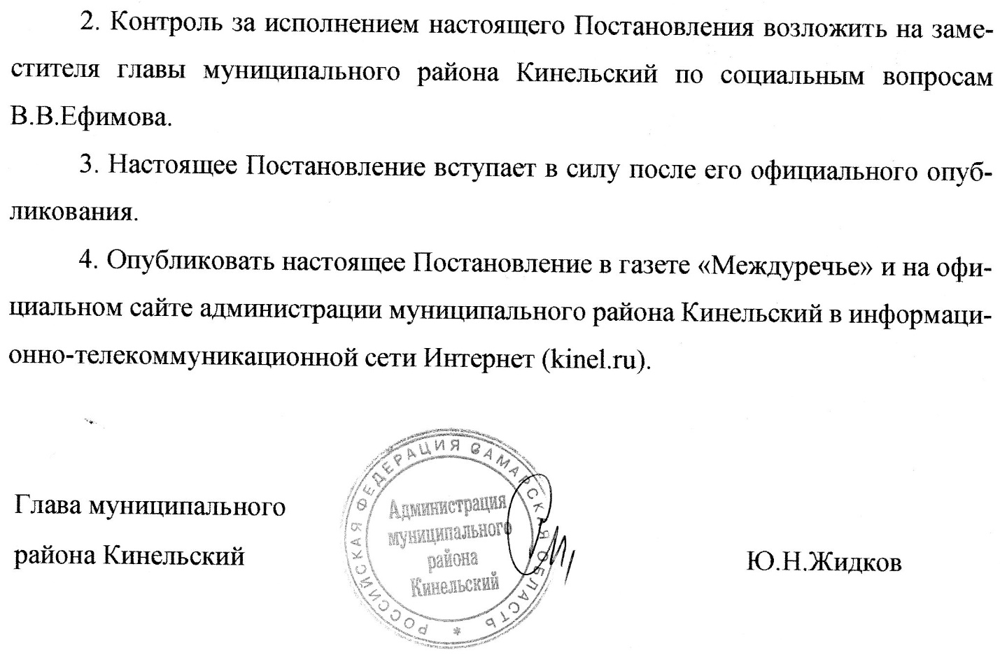 2. Контроль за исполнением настоящего Постановления возложить на заме-
стителя главы муниципального района Кинельский по социальным вопросам
В.В.Ефимова.
3. Настоящее Постановление вступает в силу после его официального опуб-
ликования.
4. Опубликовать настоящее Постановление в газете «Междуречье» и на офи-
циальном сайте администрации муниципального района Кинельский в информаци-
онно-телекоммуникационной сети Интернет (kinel.ru).
Глава муниципального
района Кинельский
РОССИЙСКАЯ ФЕДЕРАЦИЯ САМАРСКАЯ ОБЛАСТЬ *
Администрация
муниципального
района
Кинельский
Ю.Н.Жидков